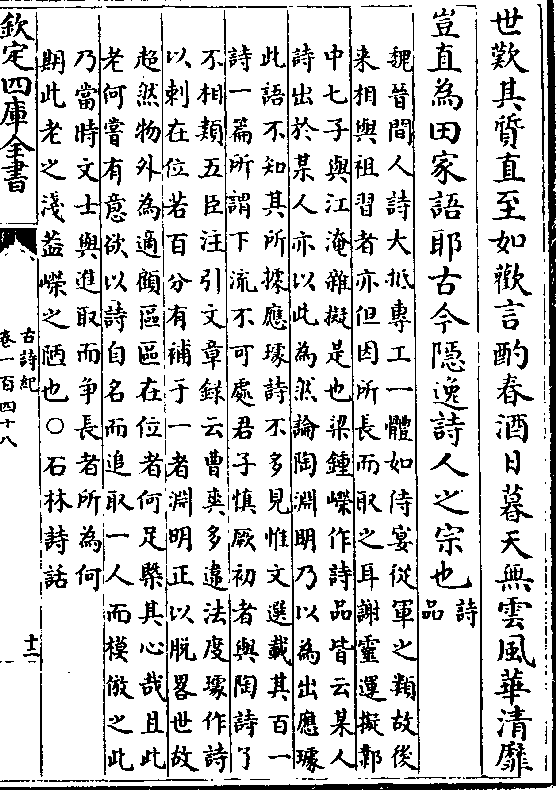 世歎其質直至如歡言酌春酒日暮天無雲風華清靡
豈直為田家語耶古今隱逸詩人之宗也詩品
魏晉間人詩大抵專工一體如侍宴從軍之類故後
来相與祖習者亦但因所長而取之耳謝靈運擬鄴
中七子與江淹雜擬是也梁鍾嶸作詩品皆云某人
詩出於某人亦以此為然論陶淵明乃以為出應璩
此語不知其所據應璩詩不多見惟文選載其百一
詩一篇所謂下流不可處君子慎厥初者與陶詩了
不相類五臣注引文章録云曹爽多違法度璩作詩
以刺在位若百分有補于一者淵明正以脱畧世故
超然物外為適顧區區在位者何足槩其心哉且此
老何嘗有意欲以詩自名而追取一人而模倣之此
乃當時文士與進取而争長者所為何
期此老之淺葢嶸之陋也○石林詩話
欽定四庫全書
古詩紀
卷一百四十八